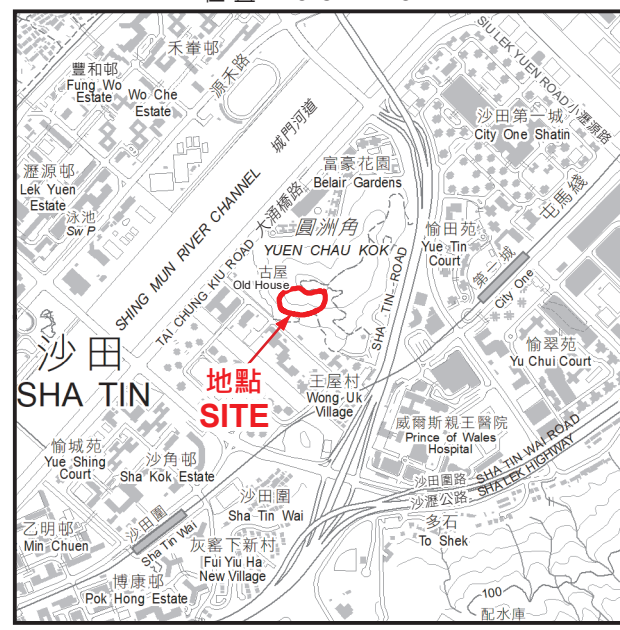 禾輋邨
豐和邨
Fung Wo
Estate
Wo Che
Estate
源禾路
城門河道
SHING MUN RIVER CHANNEL
SIU LEK YUEN ROAD 小瀝源路
沙田第一城
City One Shatin
瀝源邨
Lek Yuen
Estate
泳池
Sw P
富豪花園
Belair Gardens
大涌橋路
TAI CHUNG KIU ROAD
圓洲角
YUEN CHAU KOK
古屋
Old House
愉田苑
Yue Tin
Court
屯馬綫
第一城
City One
SHA TIN ROAD
沙田
SHA TIN
地點
SITE
王屋村
Wong Uk
Village
愉翠苑
Yu Chui Court
威爾斯親王醫院
Prince of Wales
Hospital
愉城苑
Yue Shing
Court
沙角邨
Sha Kok Estate
沙田圍路
SHA TIN WAI ROAD
沙瀝公路
SHA LEK HIGHWAY
沙田圍
Sha Tin Wai
乙明邨
Min Chuen
沙田圍
Sha Tin Wai
多石
To Shek
灰窰下新村
Fui Yiu Ha
New Village
博康邨
Pok Hong Estate
100
配水庫